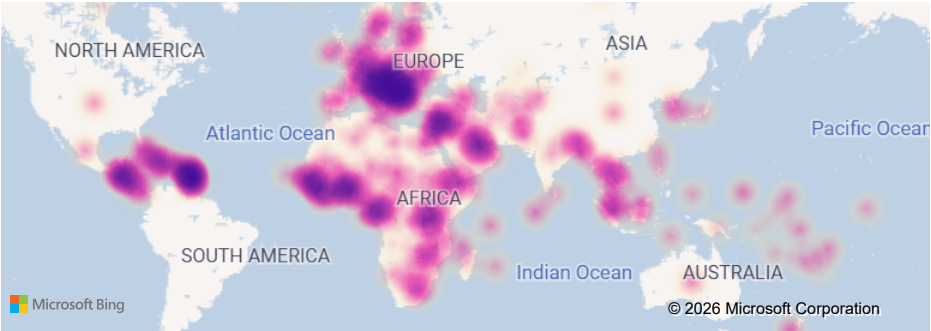 NORTH AMERICA
ASIA
EUROPE
Atlantic Ocean
Pacific Ocean
AFRICA
SOUTH AMERICA
Indian Ocean
AUSTRALIA
Microsoft Bing
© 2026 Microsoft Corporation